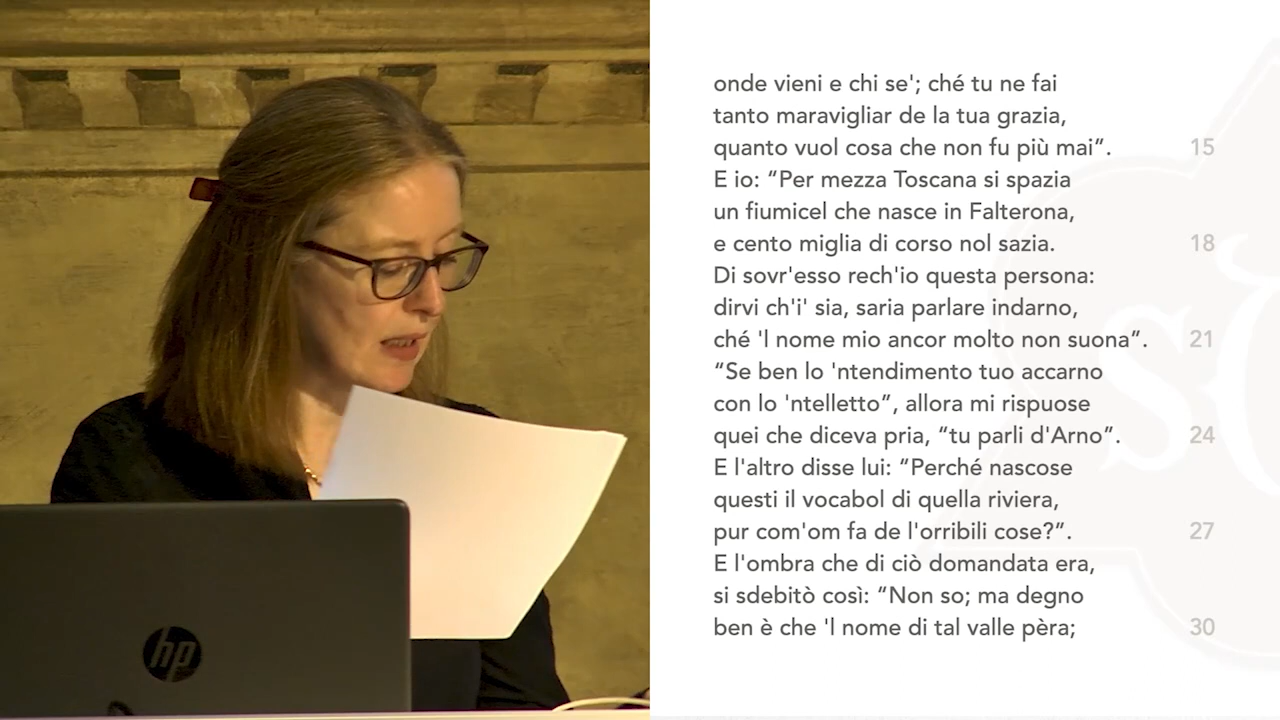 onde vieni e chi se'; ché tu ne fai
tanto maravigliar de la tua grazia,
quanto vuol cosa che non fu più mai”. 15
E io: “Per mezza Toscana si spazia
un fiumicel che nasce in Falterona,
e cento miglia di corso nol sazia. 18
Di sovr'esso rech'io questa persona:
dirvi ch'i' sia, saria parlare indarno,
ché 'l nome mio ancor molto non suona”. 21
“Se ben lo 'ntendimento tuo accarno
con lo 'ntelletto”, allora mi rispuose
quei che diceva pria, “tu parli d'Arno”. 24
E l'altro disse lui: “Perché nascose
questi il vocabol di quella riviera,
pur com'om fa de l'orribili cose?”. 27
E l'ombra che di ciò domandata era,
si sdebitò così: “Non so; ma degno
ben è che 'l nome di tal valle pèra; 30
hp